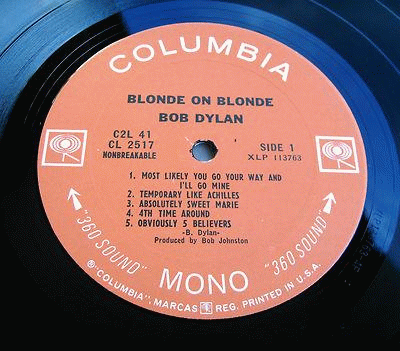 COLUMBIA
BLONDE ON BLONDE
BOB DYLAN
C2L 41
CL 2517
NONBREAKABLE
SIDE 1
XLP 113763
1. MOST LIKELY YOU GO YOUR WAY AND
I'LL GO MINE
2. TEMPORARY LIKE ACHILLES
3. ABSOLUTELY SWEET MARIE
4. 4TH TIME AROUND
5. OBVIOUSLY 5 BELIEVERS
-B. Dylan-
Produced by Bob Johnston
"360 SOUND" MONO "360 SOUND"
® "COLUMBIA", MARCAS REG. PRINTED IN U.S.A.